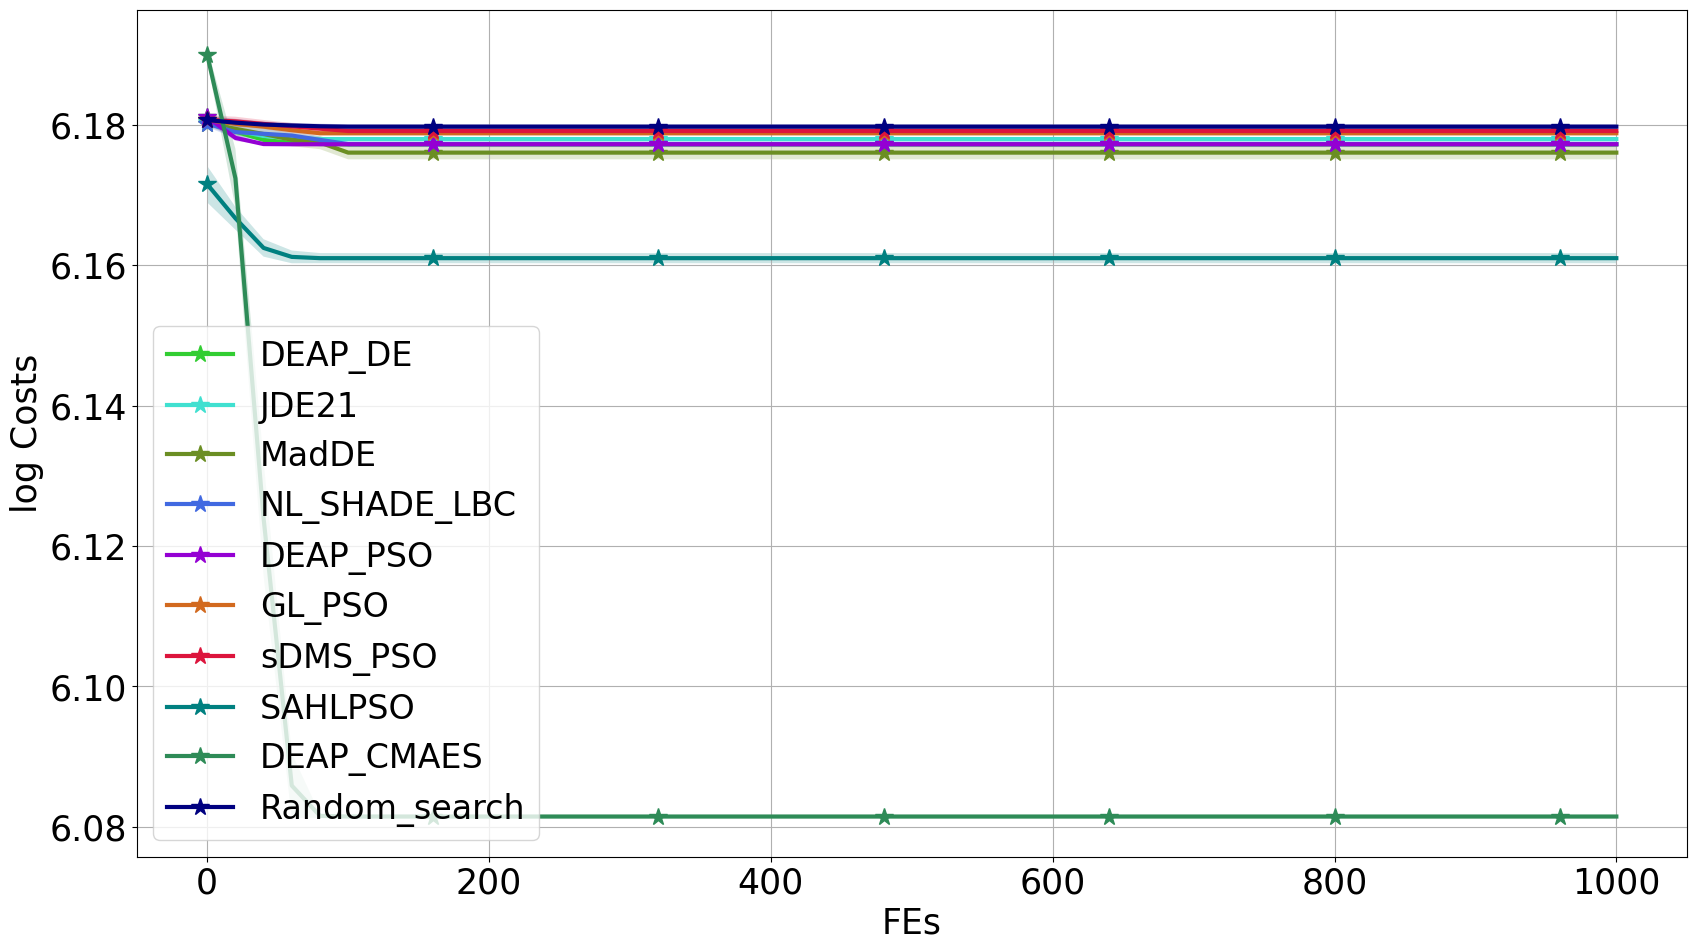 6.18
6.16
6.14
6.12
6.10
6.08
log Costs
DEAP_DE
JDE21
MadDE
NL_SHADE_LBC
DEAP_PSO
GL_PSO
sDMS_PSO
SAHLPSO
DEAP_CMAES
Random_search
0 200 400 600 800 1000
FEs